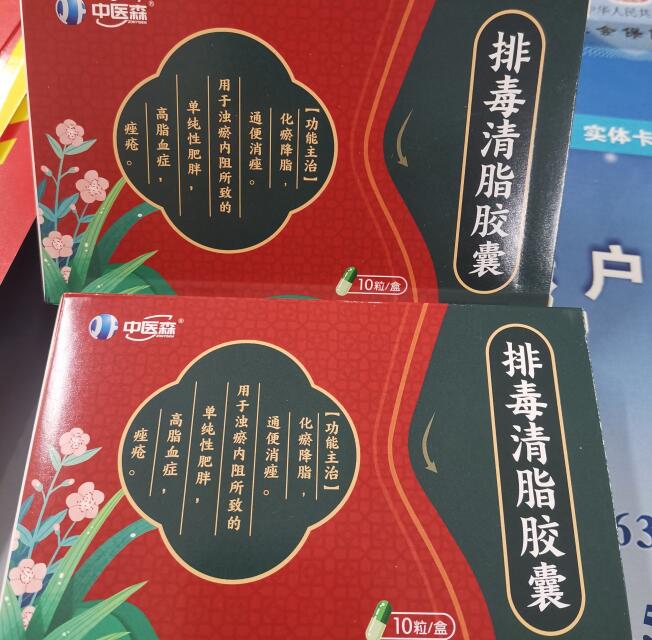 中医森®
排毒清脂胶囊
【功能主治】
化瘀降脂，
通便消痤。
用于浊瘀内阻所致的
单纯性肥胖，
高脂血症，
痤疮。
10粒/盒
中医森®
排毒清脂胶囊
【功能主治】
化瘀降脂，
通便消痤。
用于浊瘀内阻所致的
单纯性肥胖，
高脂血症，
痤疮。
10粒/盒
实体卡
户
63
5